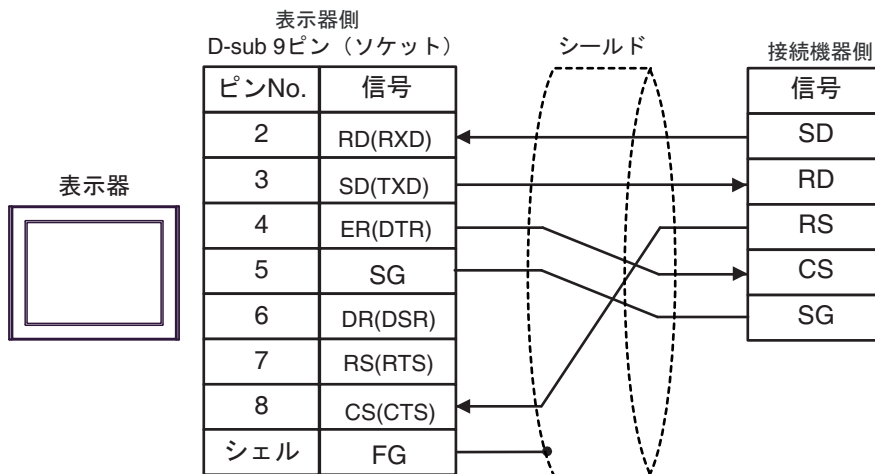 表示器側
D-sub 9ピン（ソケット）
シールド
接続機器側
ピンNo. 信号
信号
2 RD(RXD)
SD
3 SD(TXD)
RD
表示器
4 ER(DTR)
RS
5 SG
CS
6 DR(DSR)
SG
7 RS(RTS)
8 CS(CTS)
シェル FG